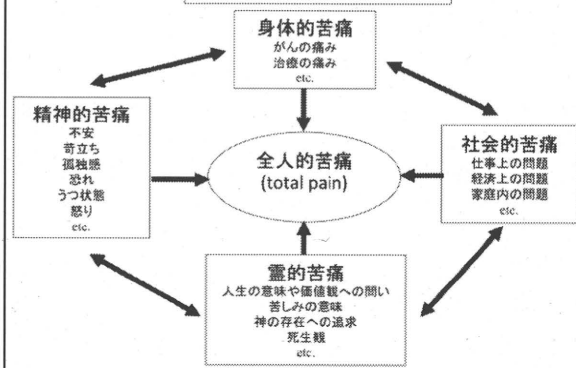 身体的苦痛
がんの痛み
治療の痛み
etc.
精神的苦痛
不安
苛立ち
孤独感
恐れ
うつ状態
怒り
etc.
全人的苦痛
(total pain)
社会的苦痛
仕事上の問題
経済上の問題
家庭内の問題
etc.
霊的苦痛
人生の意味や価値観への問い
苦しみの意味
神の存在への追求
死生観
etc.